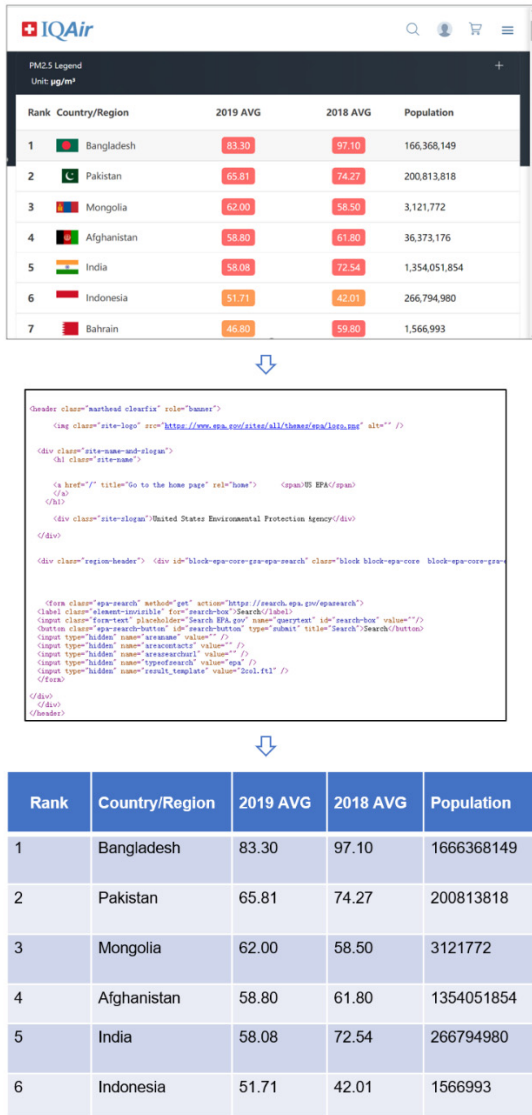 IQAir
PM2.5 Legend
Unit: µg/m³
Rank Country/Region 2019 AVG 2018 AVG Population
1 Bangladesh 83.30 97.10 166,368,149
2 Pakistan 65.81 74.27 200,813,818
3 Mongolia 62.00 58.50 3,121,772
4 Afghanistan 58.80 61.80 36,373,176
5 India 58.08 72.54 1,354,051,854
6 Indonesia 51.71 42.01 266,794,980
7 Bahrain 46.80 59.80 1,566,993
<header class="masthead clearfix" role="banner">
<img class="site-logo" src="https://www.epa.gov/sites/all/themes/epa/logo.png" alt="" />
<div class="site-name-and-slogan">
<h1 class="site-name">
<a href="/" title="Go to the home page" rel="home"> <span>US EPA</span>
</a>
</h1>
<div class="site-slogan">United States Environmental Protection Agency</div>
</div>
<div class="region-header"> <div id="block-epa-core-gsa-epa-search" class="block block-epa-core block-epa-core-gsa-
<form class="epa-search" method="get" action="https://search.epa.gov/epasearch">
<label class="element-invisible" for="search-box">Search</label>
<input class="form-text" placeholder="Search EPA.gov" name="querytext" id="search-box" value=""/>
<button class="epa-search-button" id="search-button" type="submit" title="Search">Search</button>
<input type="hidden" name="areaname" value="" />
<input type="hidden" name="areacontacts" value="" />
<input type="hidden" name="areasearchurl" value="" />
<input type="hidden" name="typeofsearch" value="epa" />
<input type="hidden" name="result_template" value="2col.ftl" />
</form>
</div>
</div>
</header>
Rank Country/Region 2019 AVG 2018 AVG Population
1 Bangladesh 83.30 97.10 1666368149
2 Pakistan 65.81 74.27 200813818
3 Mongolia 62.00 58.50 3121772
4 Afghanistan 58.80 61.80 1354051854
5 India 58.08 72.54 266794980
6 Indonesia 51.71 42.01 1566993